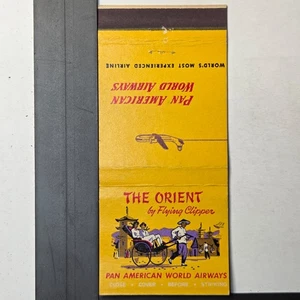 WORLD'S MOST EXPERIENCED AIRLINE
PAN AMERICAN
WORLD AIRWAYS
THE ORIENT
by Flying Clipper
PAN AMERICAN WORLD AIRWAYS